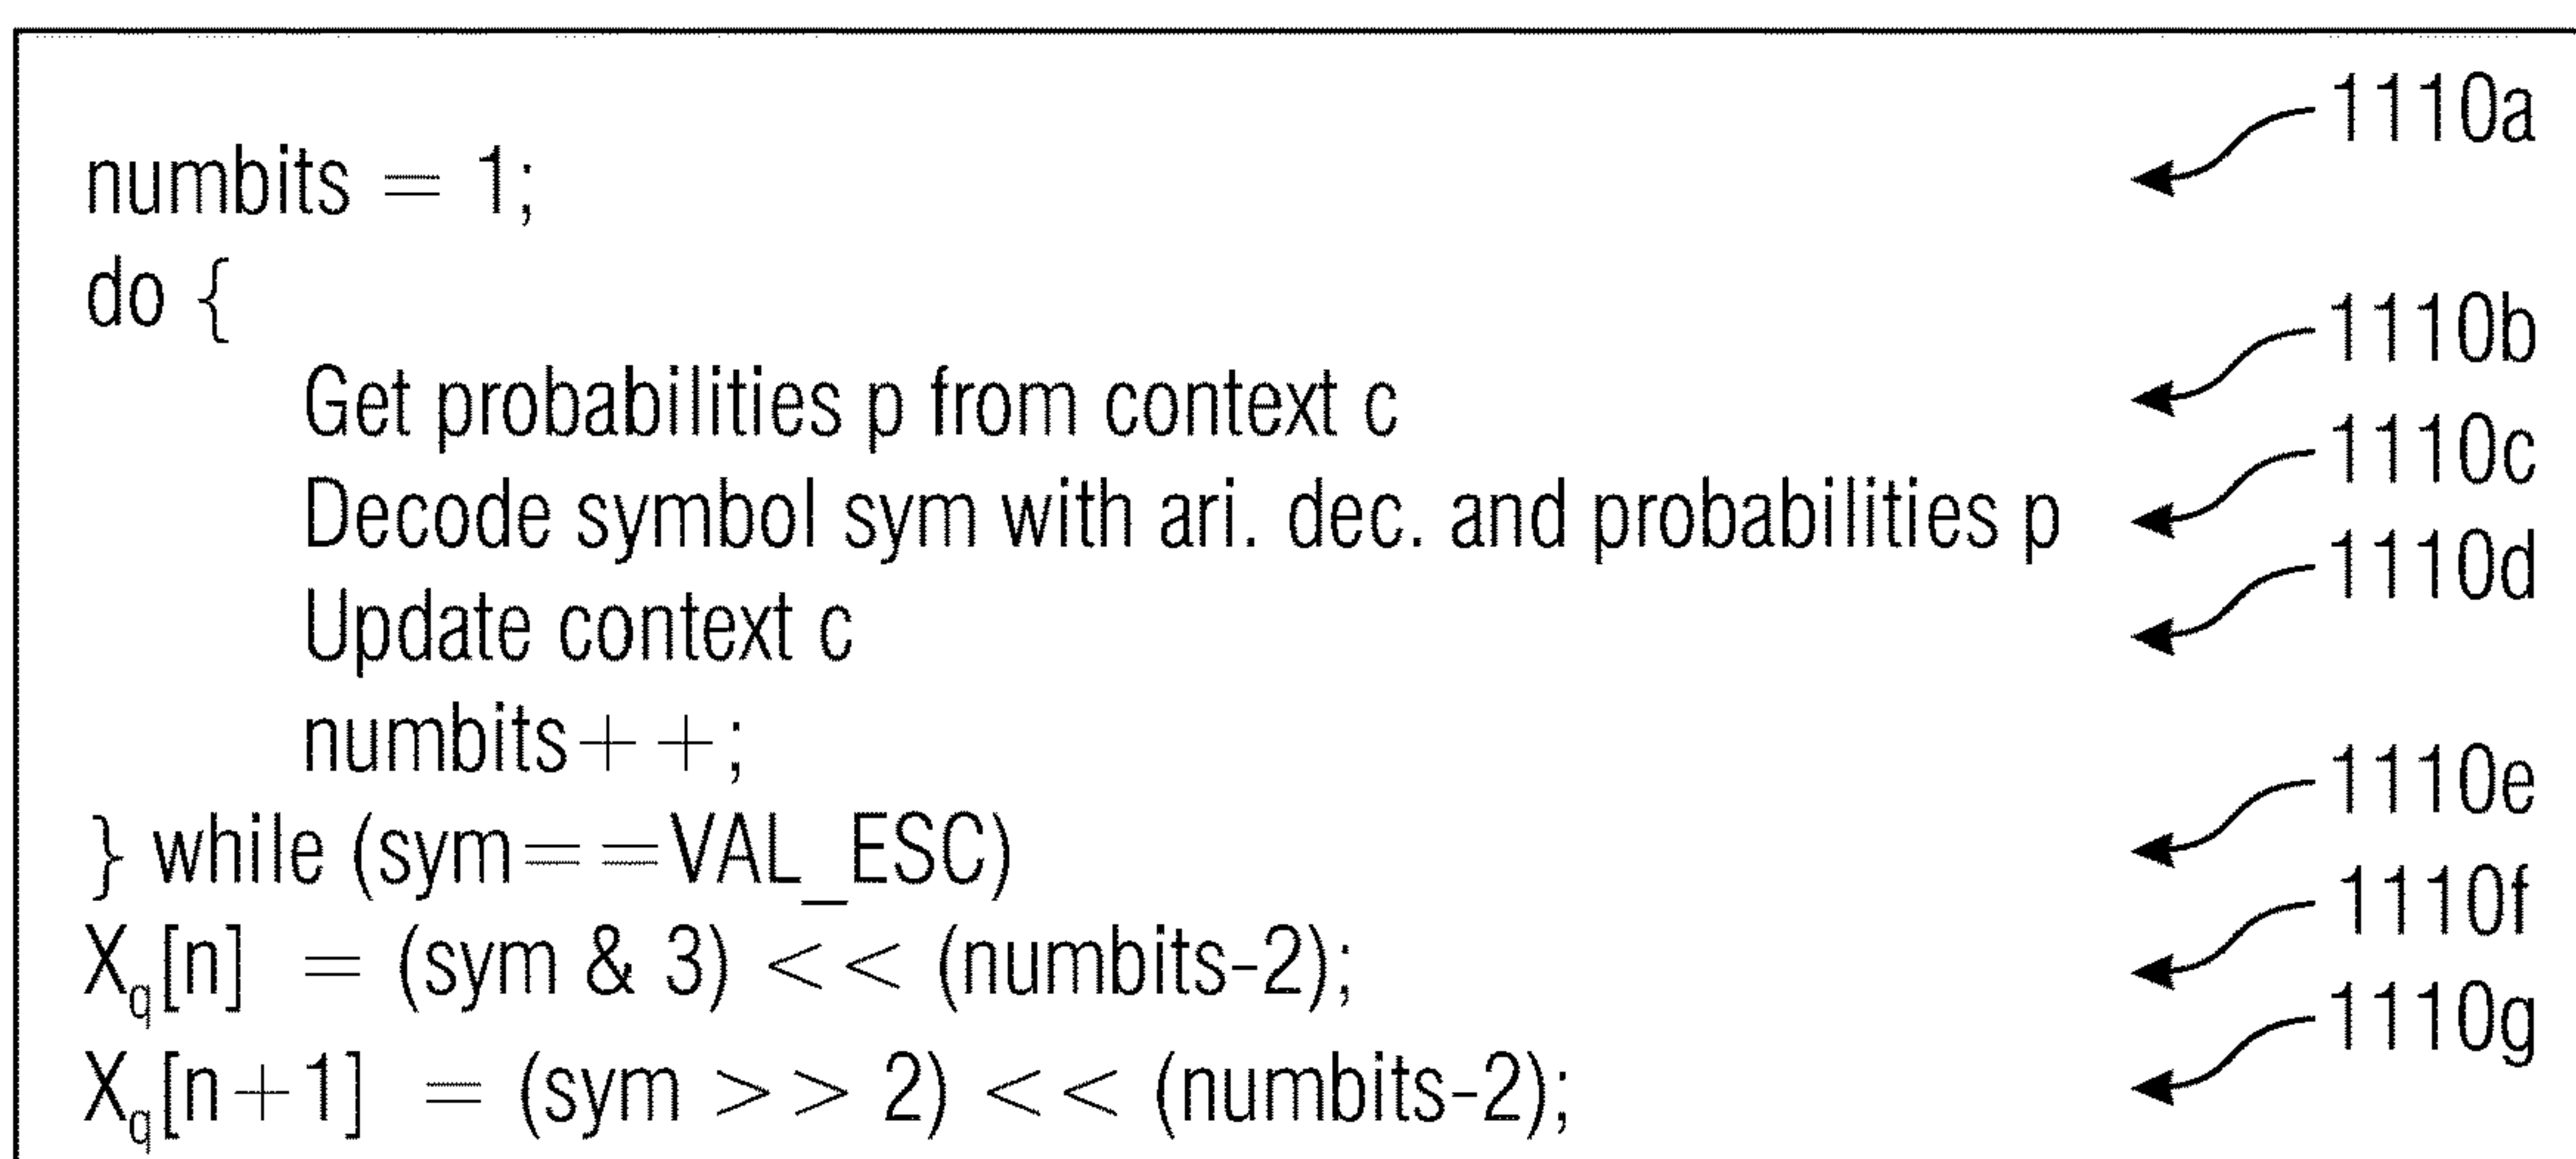 1110a
numbits = 1;
do {
1110b
Get probabilities p from context c
1110c
Decode symbol sym with ari. dec. and probabilities p
1110d
Update context c
numbits++;
1110e
} while (sym==VAL_ESC)
1110f
Xq[n] = (sym & 3) << (numbits-2);
1110g
Xq[n+1] = (sym >> 2) << (numbits-2);